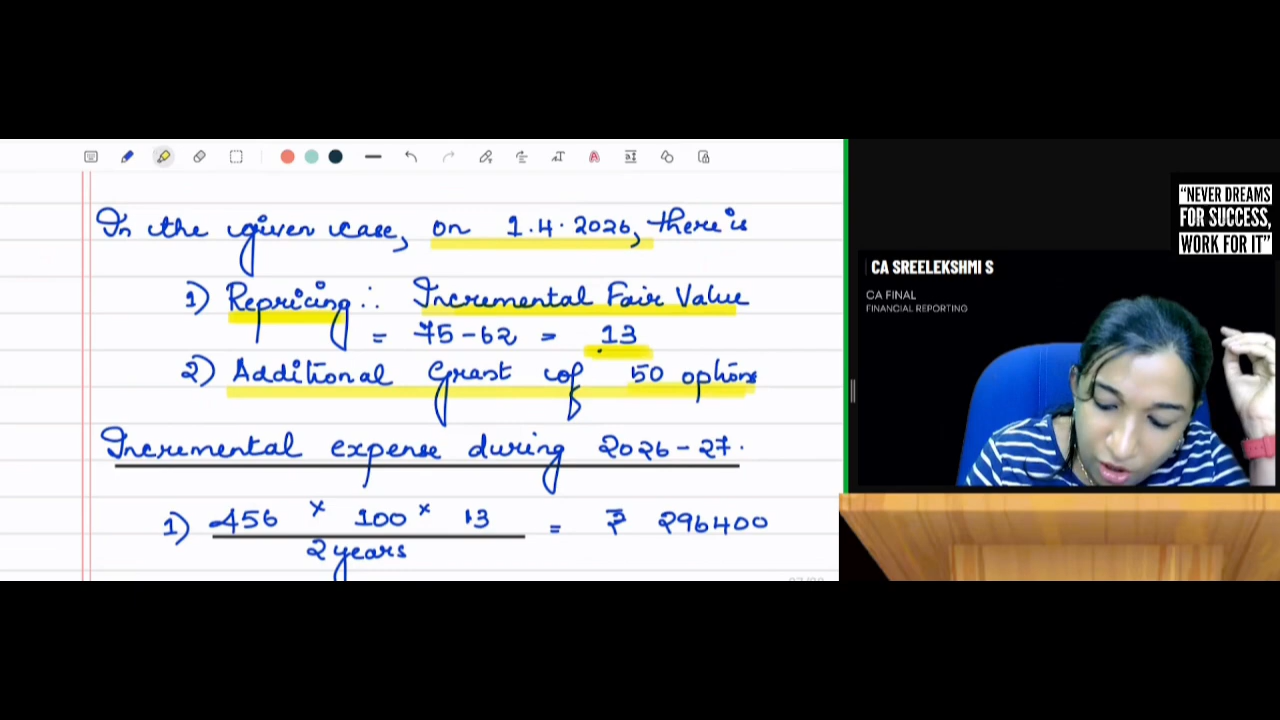 In the given case, on 1.4.2026, there is
1) Repricing ∴ Incremental Fair Value
= 75-62 = 13
2) Additional Grant of 50 options
Incremental expense during 2026-27.
1) 456 × 100 × 13 = ₹ 296400
2 years
"NEVER DREAMS
FOR SUCCESS,
WORK FOR IT"
CA SREELEKSHMI S
CA FINAL
FINANCIAL REPORTING